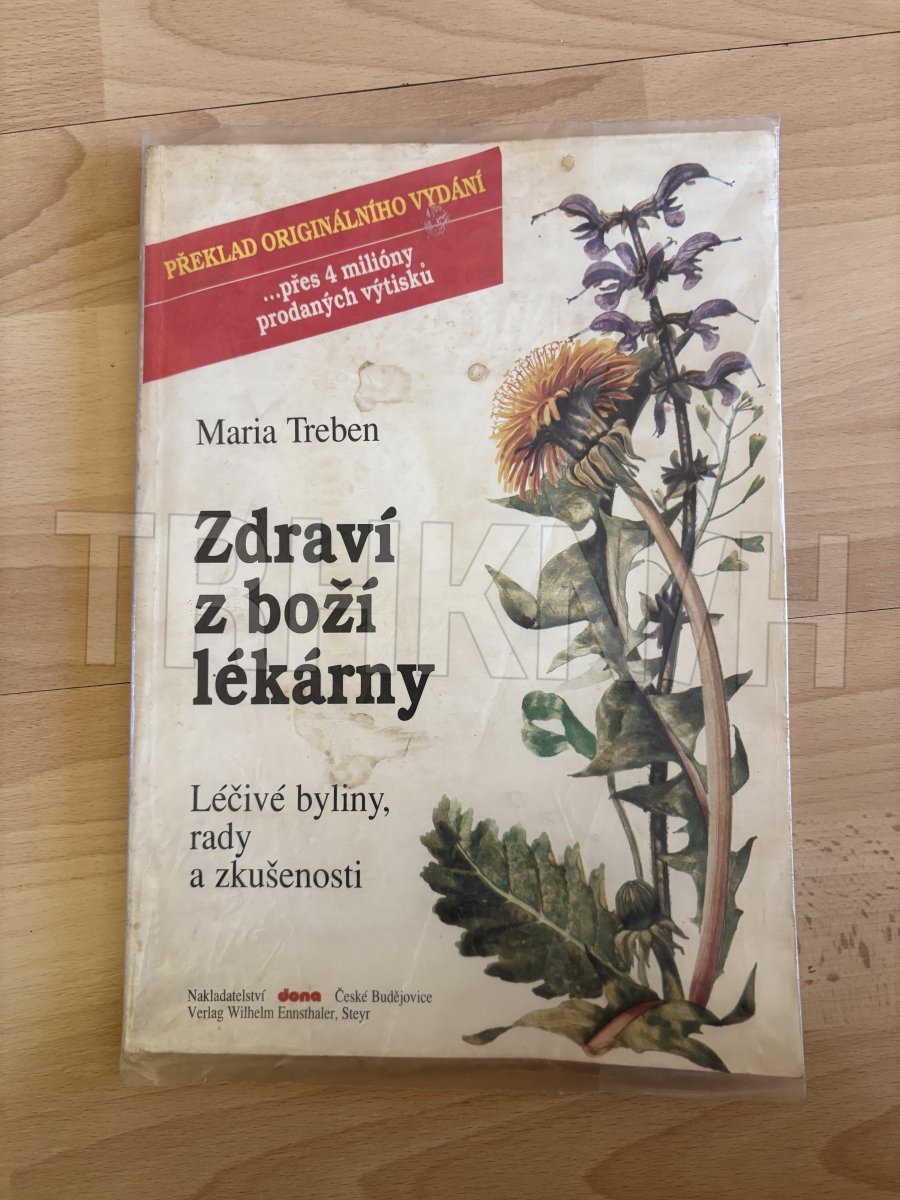 PŘEKLAD ORIGINÁLNÍHO VYDÁNÍ
...přes 4 milióny
prodaných výtisků
Maria Treben
Zdraví
z boží
lékárny
Léčivé byliny,
rady
a zkušenosti
Nakladatelství dona České Budějovice
Verlag Wilhelm Ennsthaler, Steyr